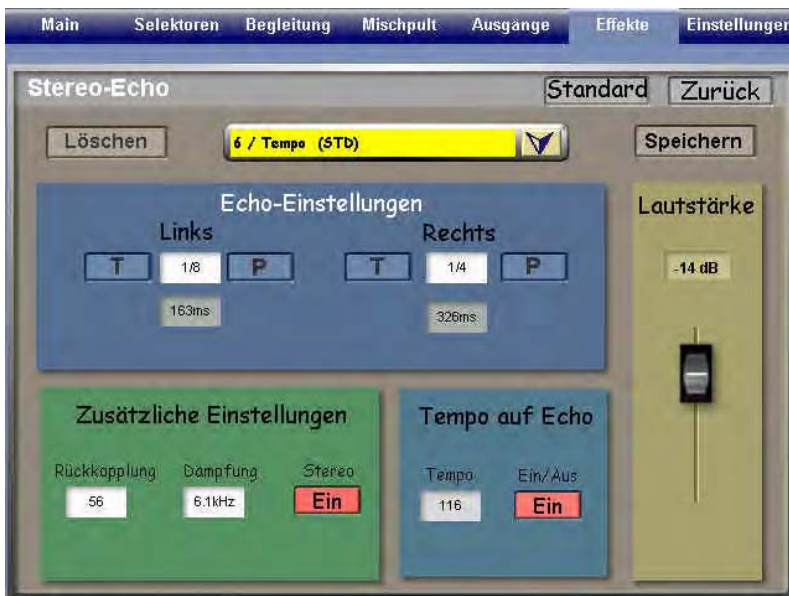 Main Selektoren Begleitung Mischpult Ausgänge Effekte Einstellungen
Stereo-Echo Standard Zurück
Löschen 6 / Tempo (STD) Speichern
Echo-Einstellungen
Links Rechts
T 1/8 P T 1/4 P
163ms 326ms
Lautstärke
-14 dB
Zusätzliche Einstellungen
Rückkopplung Dämpfung Stereo
56 6.1kHz Ein
Tempo auf Echo
Tempo Ein/Aus
116 Ein